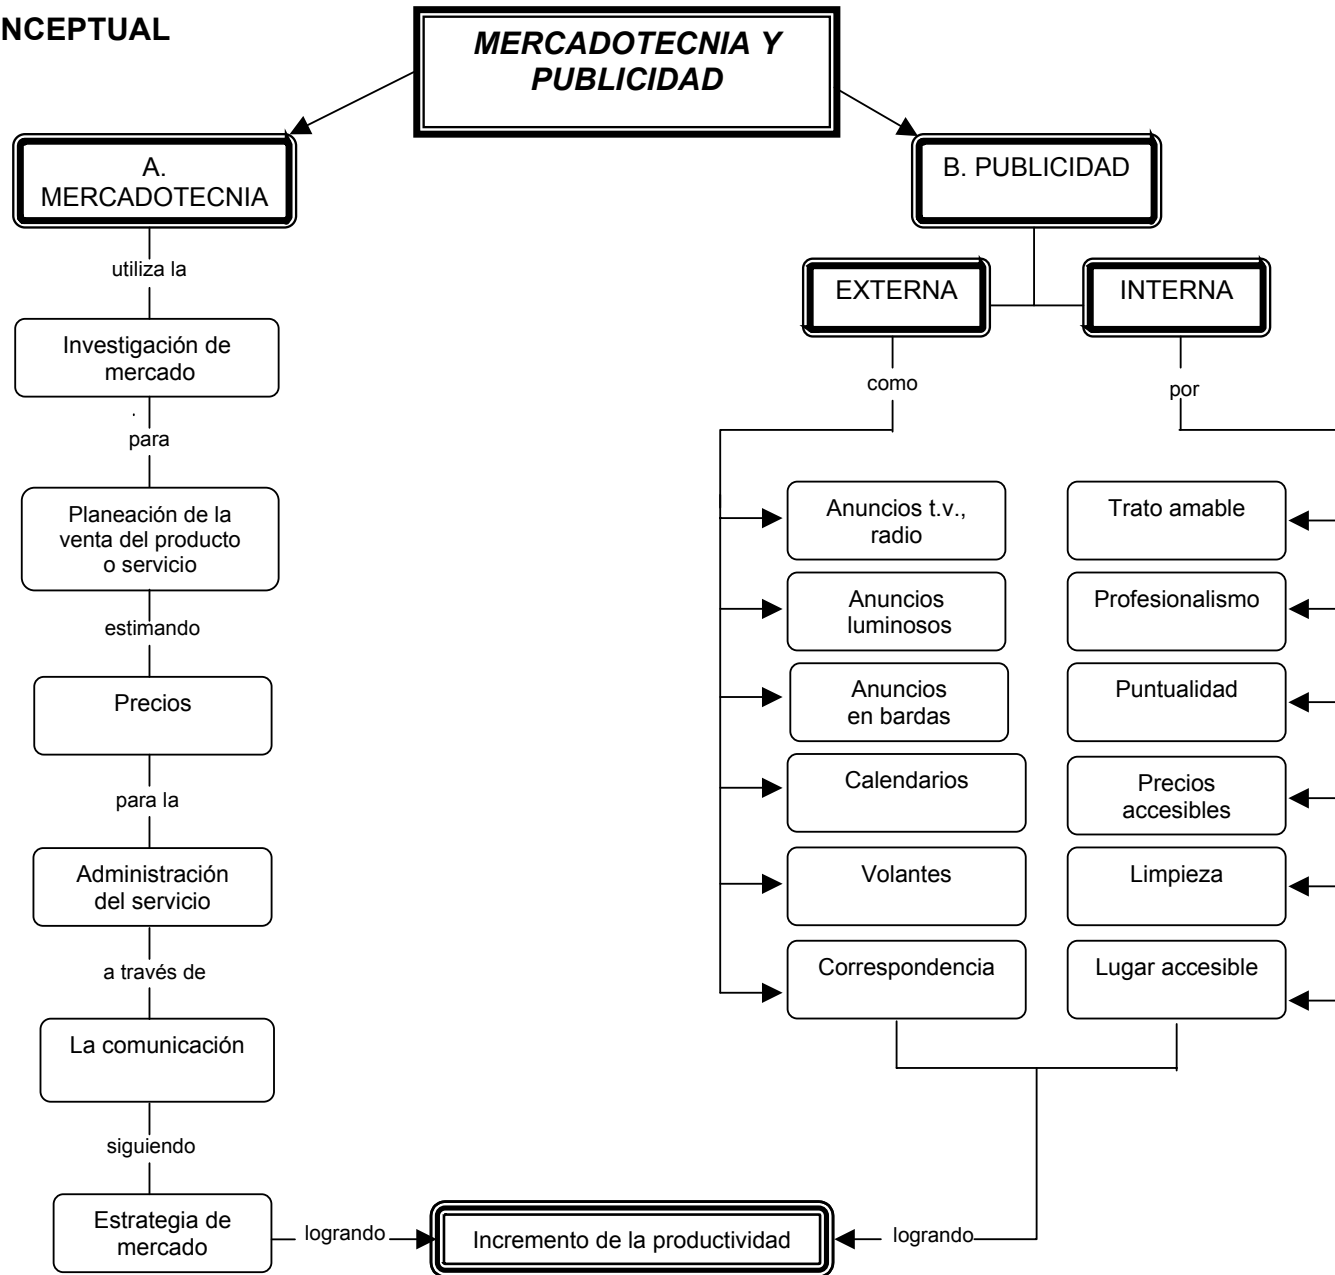 NCEPTUAL
MERCADOTECNIA Y
PUBLICIDAD
A.
MERCADOTECNIA
utiliza la
Investigación de
mercado
.
para
Planeación de la
venta del producto
o servicio
estimando
Precios
para la
Administración
del servicio
a través de
La comunicación
siguiendo
Estrategia de
mercado
logrando
B. PUBLICIDAD
EXTERNA
como
Anuncios t.v.,
radio
Anuncios
luminosos
Anuncios
en bardas
Calendarios
Volantes
Correspondencia
INTERNA
por
Trato amable
Profesionalismo
Puntualidad
Precios
accesibles
Limpieza
Lugar accesible
logrando
Incremento de la productividad